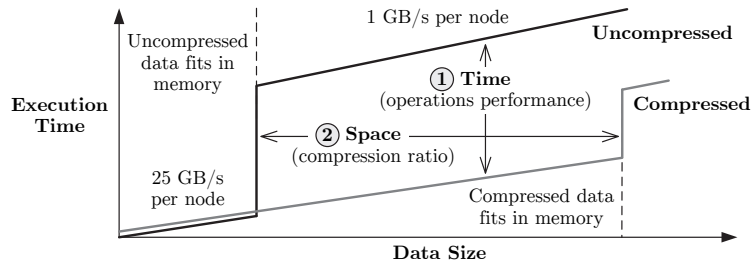 1 GB/s per node
Uncompressed
data fits in
memory
Uncompressed
1 Time
(operations performance)
Execution
Time
Compressed
2 Space
(compression ratio)
25 GB/s
per node
Compressed data
fits in memory
Data Size